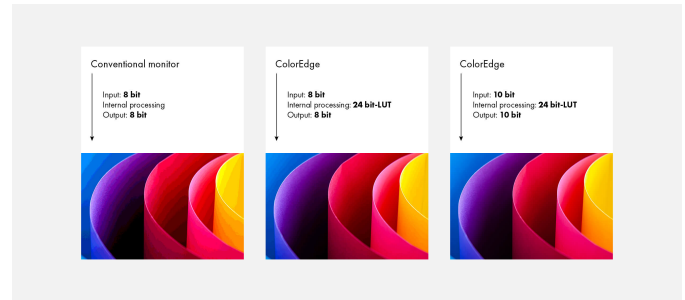 Conventional monitor
Input: 8 bit
Internal processing
Output: 8 bit
ColorEdge
Input: 8 bit
Internal processing: 24 bit-LUT
Output: 8 bit
ColorEdge
Input: 10 bit
Internal processing: 24 bit-LUT
Output: 10 bit